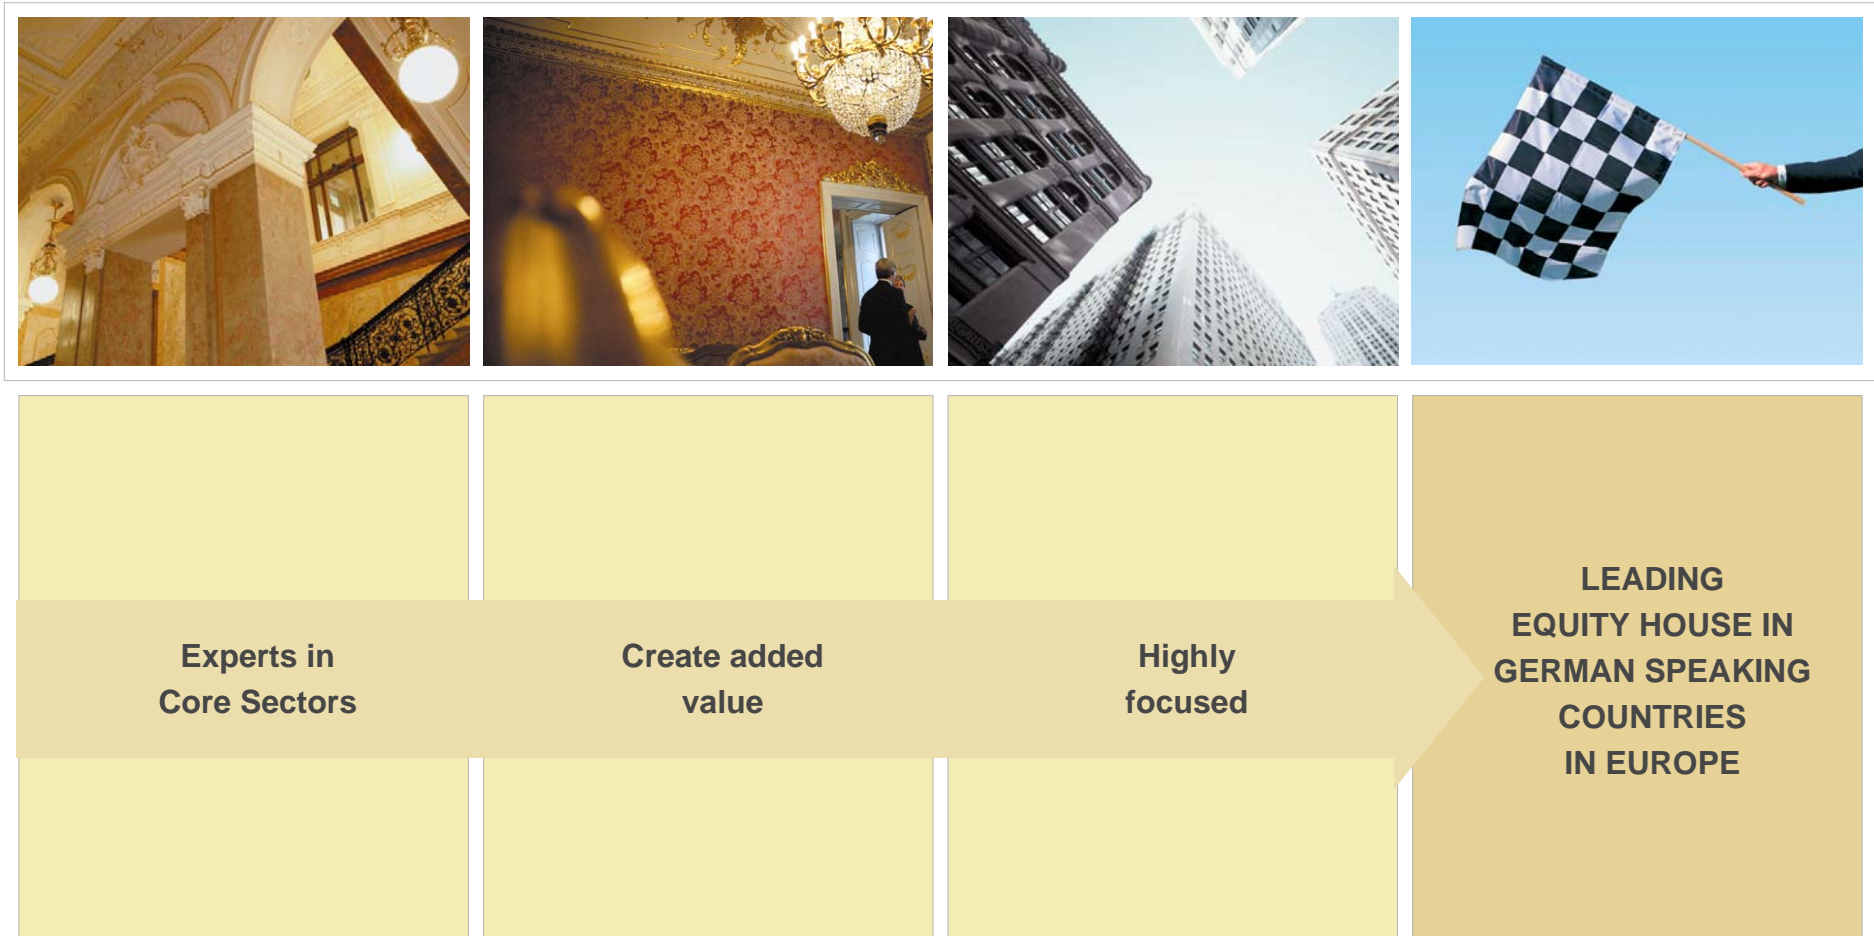 Experts in
Core Sectors
Create added
value
Highly
focused
LEADING
EQUITY HOUSE IN
GERMAN SPEAKING
COUNTRIES
IN EUROPE